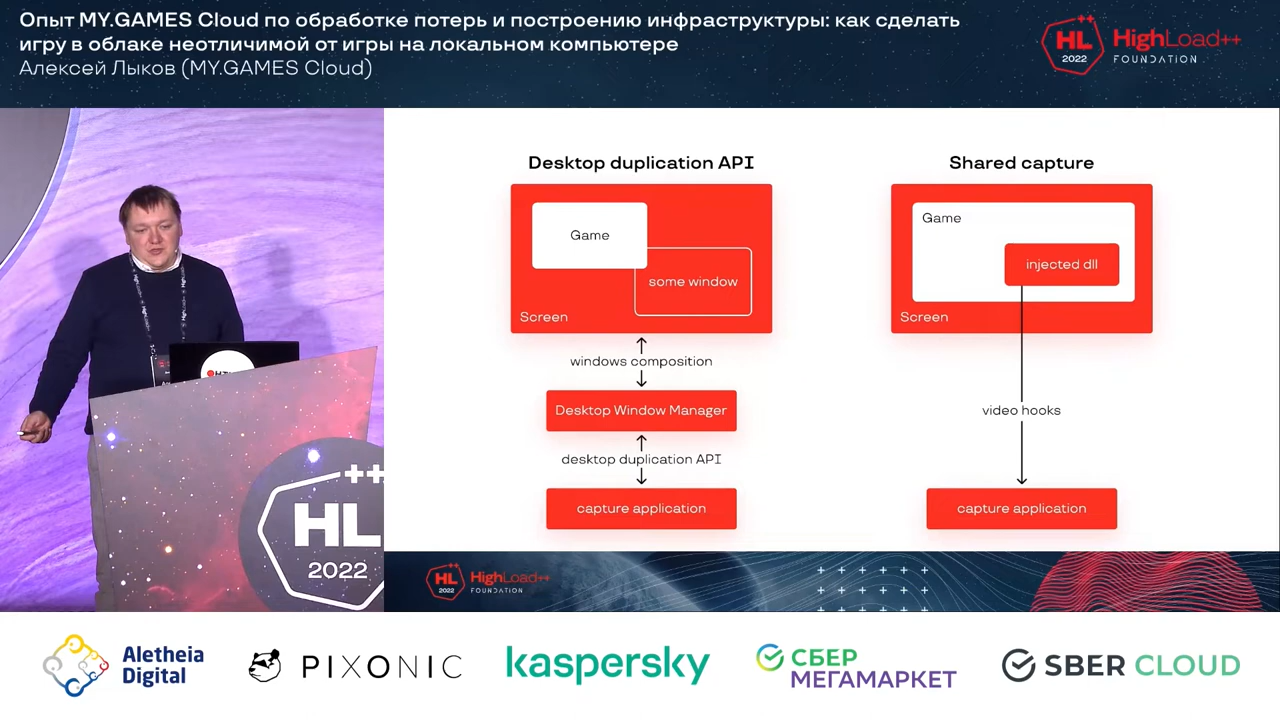 Опыт MY.GAMES Cloud по обработке потерь и построению инфраструктуры: как сделать
игру в облаке неотличимой от игры на локальном компьютере
Алексей Лыков (MY.GAMES Cloud)
HL
2022
HighLoad++
FOUNDATION
Desktop duplication API
Game
some window
Screen
windows composition
Desktop Window Manager
desktop duplication API
capture application
Shared capture
Game
injected dll
Screen
video hooks
capture application
HL
2022
HL
2022
HighLoad++
FOUNDATION
Aletheia
Digital
PIXONIC
kaspersky
СБЕР
МЕГАМАРКЕТ
SBER CLOUD